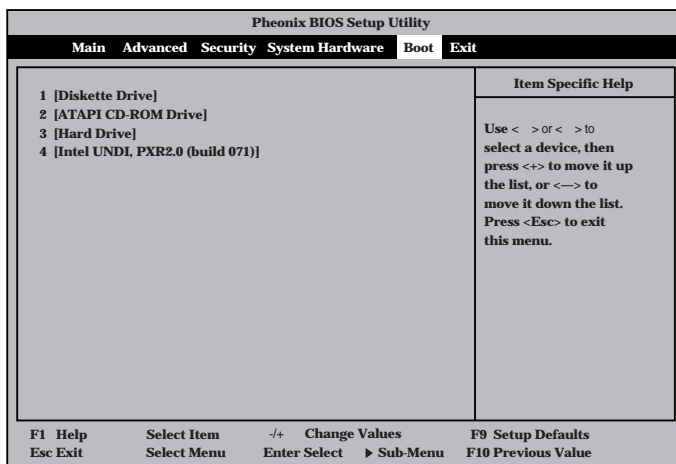 Pheonix BIOS Setup Utility
Main Advanced Security System Hardware Boot Exit
1 [Diskette Drive]
2 [ATAPI CD-ROM Drive]
3 [Hard Drive]
4 [Intel UNDI, PXR2.0 (build 071)]
Item Specific Help
Use < > or < > to
select a device, then
press <+> to move it up
the list, or <—> to
move it down the list.
Press <Esc> to exit
this menu.
F1 Help Select Item -/+ Change Values F9 Setup Defaults
Esc Exit Select Menu Enter Select ▶ Sub-Menu F10 Previous Value